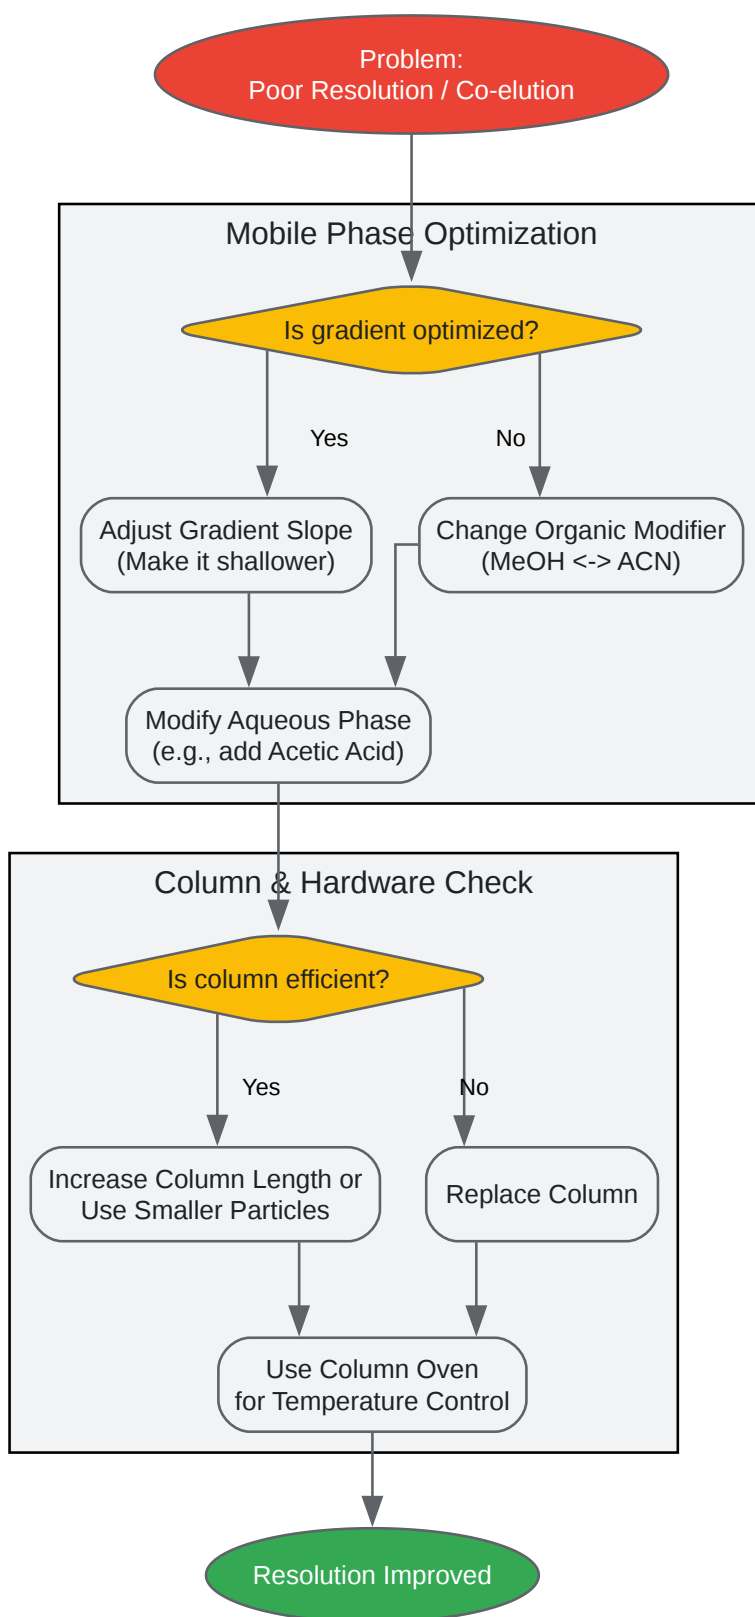 Problem:
Poor Resolution / Co-elution
Mobile Phase Optimization
Is gradient optimized?
Yes
No
Adjust Gradient Slope
(Make it shallower)
Change Organic Modifier
(MeOH <-> ACN)
Modify Aqueous Phase
(e.g., add Acetic Acid)
Column & Hardware Check
Is column efficient?
Yes
No
Increase Column Length or
Use Smaller Particles
Replace Column
Use Column Oven
for Temperature Control
Resolution Improved